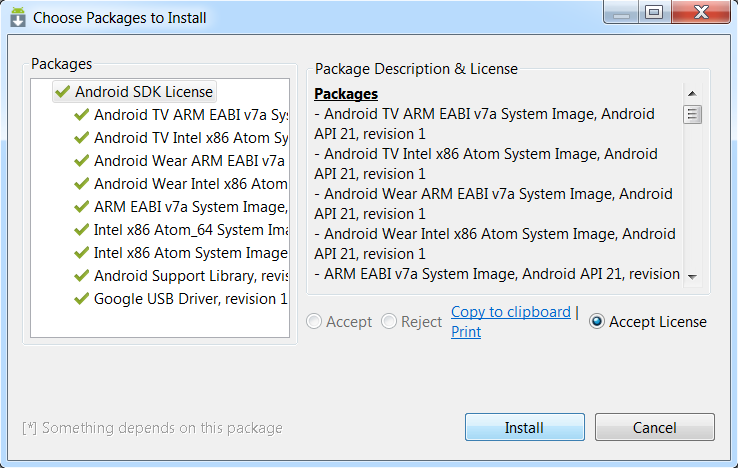 Choose Packages to Install
Packages
Android SDK License
Android TV ARM EABI v7a Sy
Android TV Intel x86 Atom Sy
Android Wear ARM EABI v7a
Android Wear Intel x86 Atom
ARM EABI v7a System Image,
Intel x86 Atom_64 System Ima
Intel x86 Atom System Image
Android Support Library, revis
Google USB Driver, revision 1
Package Description & License
Packages
- Android TV ARM EABI v7a System Image, Android
API 21, revision 1
- Android TV Intel x86 Atom System Image, Android
API 21, revision 1
- Android Wear ARM EABI v7a System Image, Android
API 21, revision 1
- Android Wear Intel x86 Atom System Image, Android
API 21, revision 1
- ARM EABI v7a System Image, Android API 21, revision
Accept
Reject
Copy to clipboard |
Print
Accept License
[*] Something depends on this package
Install
Cancel